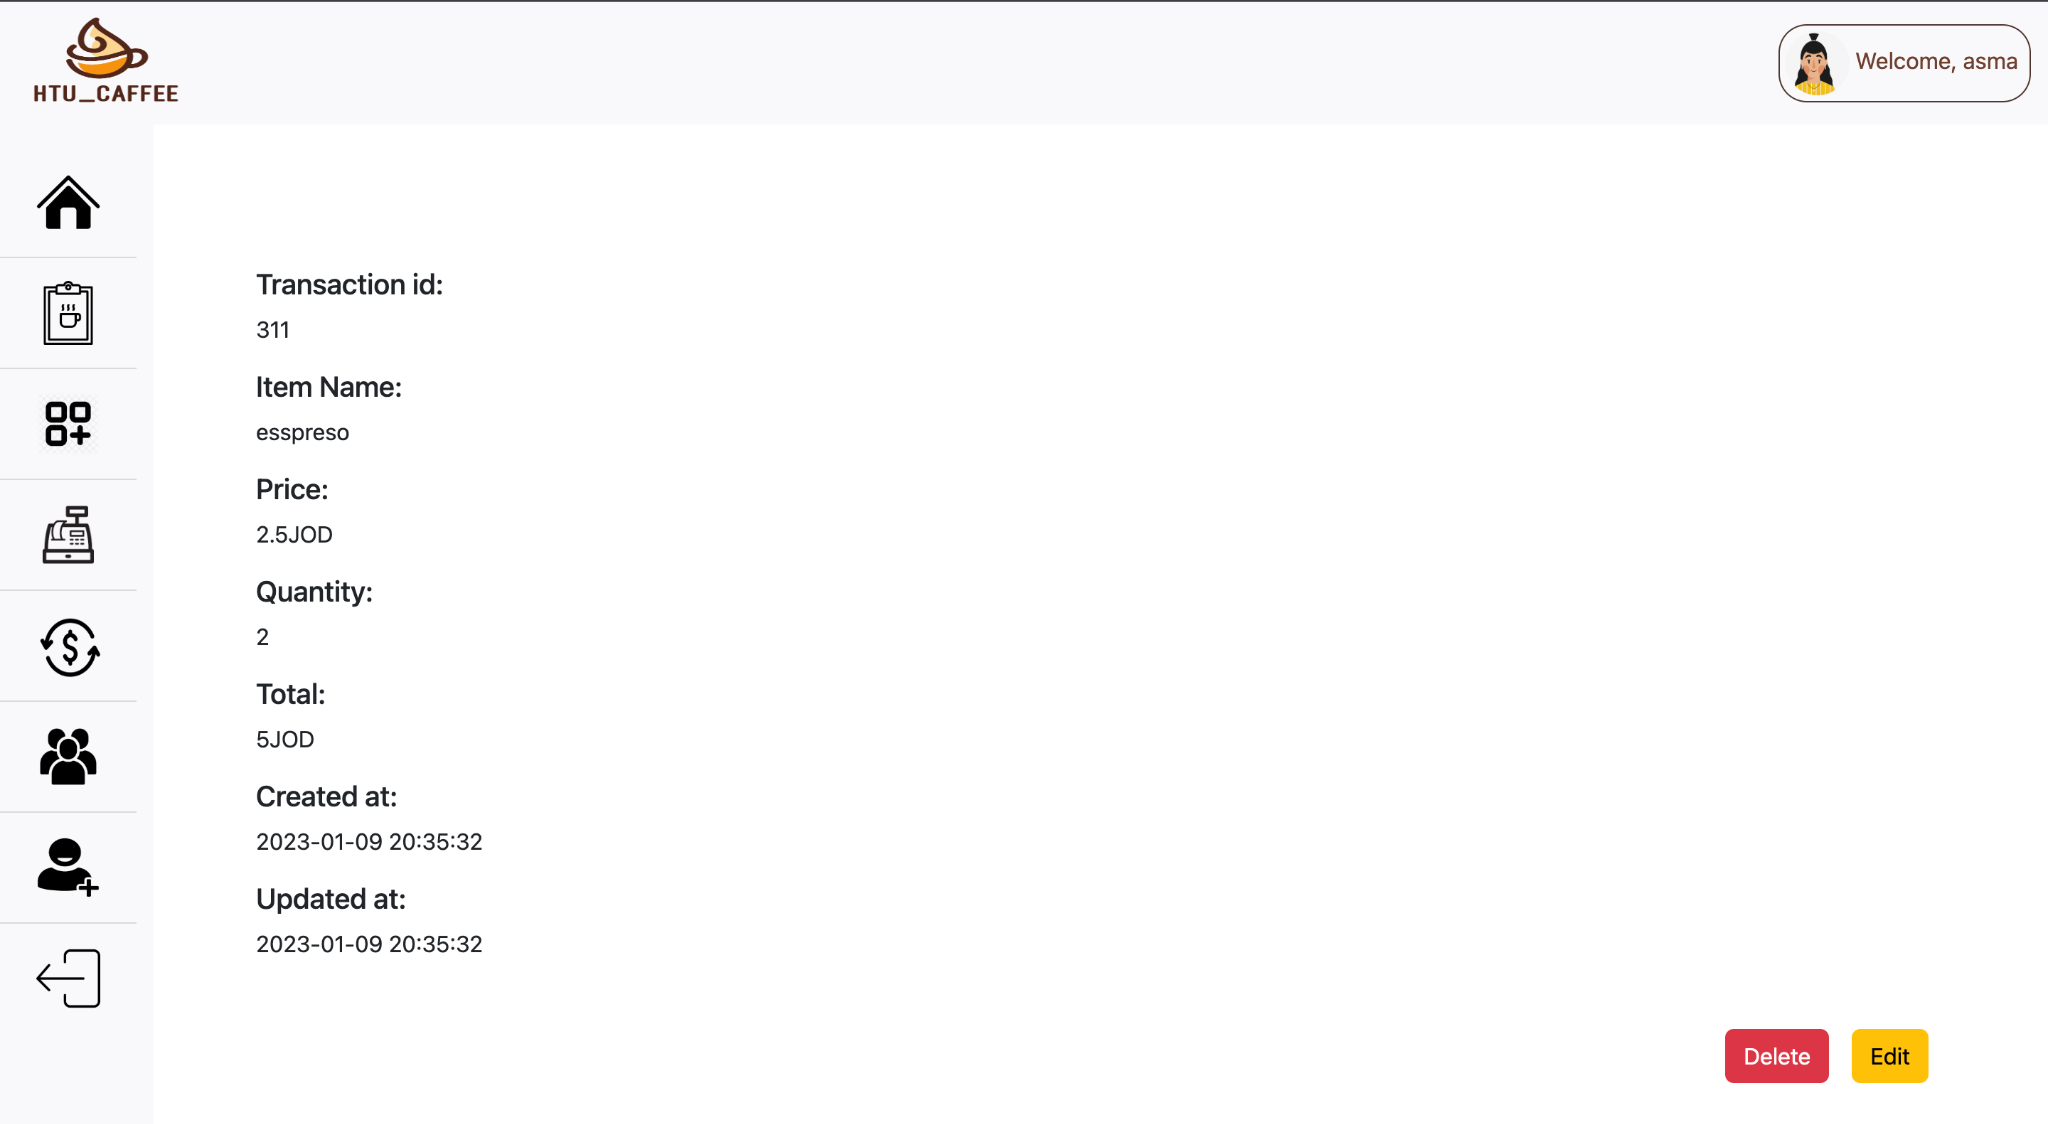 HTU_CAFFEE
Welcome, asma
Transaction id:
311
Item Name:
esspreso
Price:
2.5JOD
Quantity:
2
Total:
5JOD
Created at:
2023-01-09 20:35:32
Updated at:
2023-01-09 20:35:32
Delete
Edit